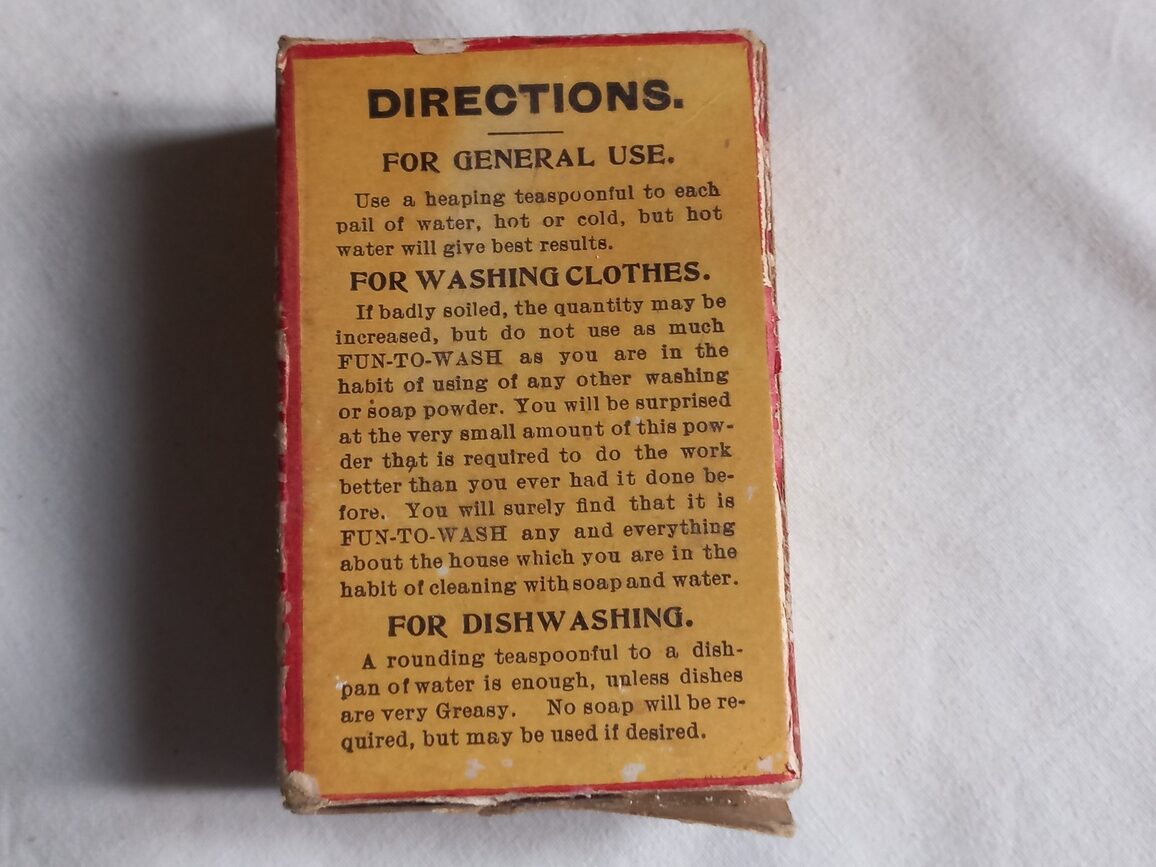 DIRECTIONS.
FOR GENERAL USE.
Use a heaping teaspoonful to each
pail of water, hot or cold, but hot
water will give best results.
FOR WASHING CLOTHES.
If badly soiled, the quantity may be
increased, but do not use as much
FUN-TO-WASH as you are in the
habit of using of any other washing
or soap powder. You will be surprised
at the very small amount of this pow-
der that is required to do the work
better than you ever had it done be-
fore. You will surely find that it is
FUN-TO-WASH any and everything
about the house which you are in the
habit of cleaning with soap and water.
FOR DISHWASHING.
A rounding teaspoonful to a dish-
pan of water is enough, unless dishes
are very Greasy. No soap will be re-
quired, but may be used if desired.